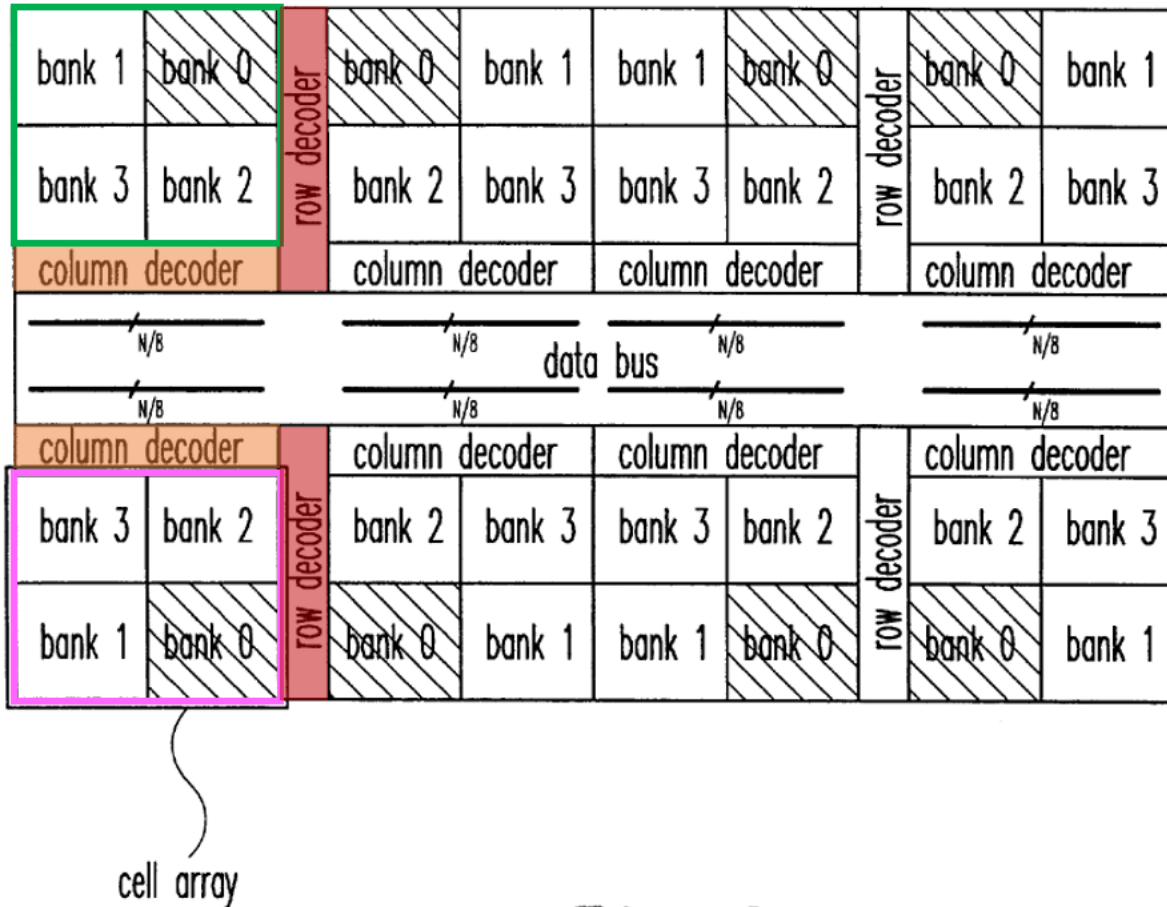 bank 1 bank 0 bank 0 bank 1 bank 1 bank 0 bank 0 bank 1
row decoder row decoder
bank 3 bank 2 bank 2 bank 3 bank 3 bank 2 bank 2 bank 3
column decoder column decoder column decoder column decoder
N/8 N/8 N/8 N/8
data bus
N/8 N/8 N/8 N/8
column decoder column decoder column decoder column decoder
bank 3 bank 2 bank 2 bank 3 bank 3 bank 2 bank 2 bank 3
row decoder row decoder
bank 1 bank 0 bank 0 bank 1 bank 1 bank 0 bank 0 bank 1
cell array